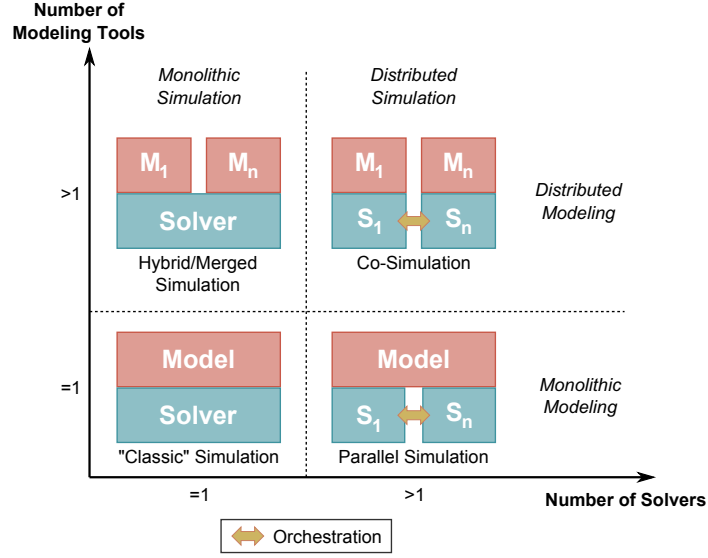 Number of
Modeling Tools
Monolithic
Simulation
Distributed
Simulation
>1
M1
Mn
Solver
Hybrid/Merged
Simulation
M1
Mn
S1
Sn
Co-Simulation
Distributed
Modeling
=1
Model
Solver
"Classic" Simulation
Model
S1
Sn
Parallel Simulation
Monolithic
Modeling
=1
>1
Number of Solvers
Orchestration